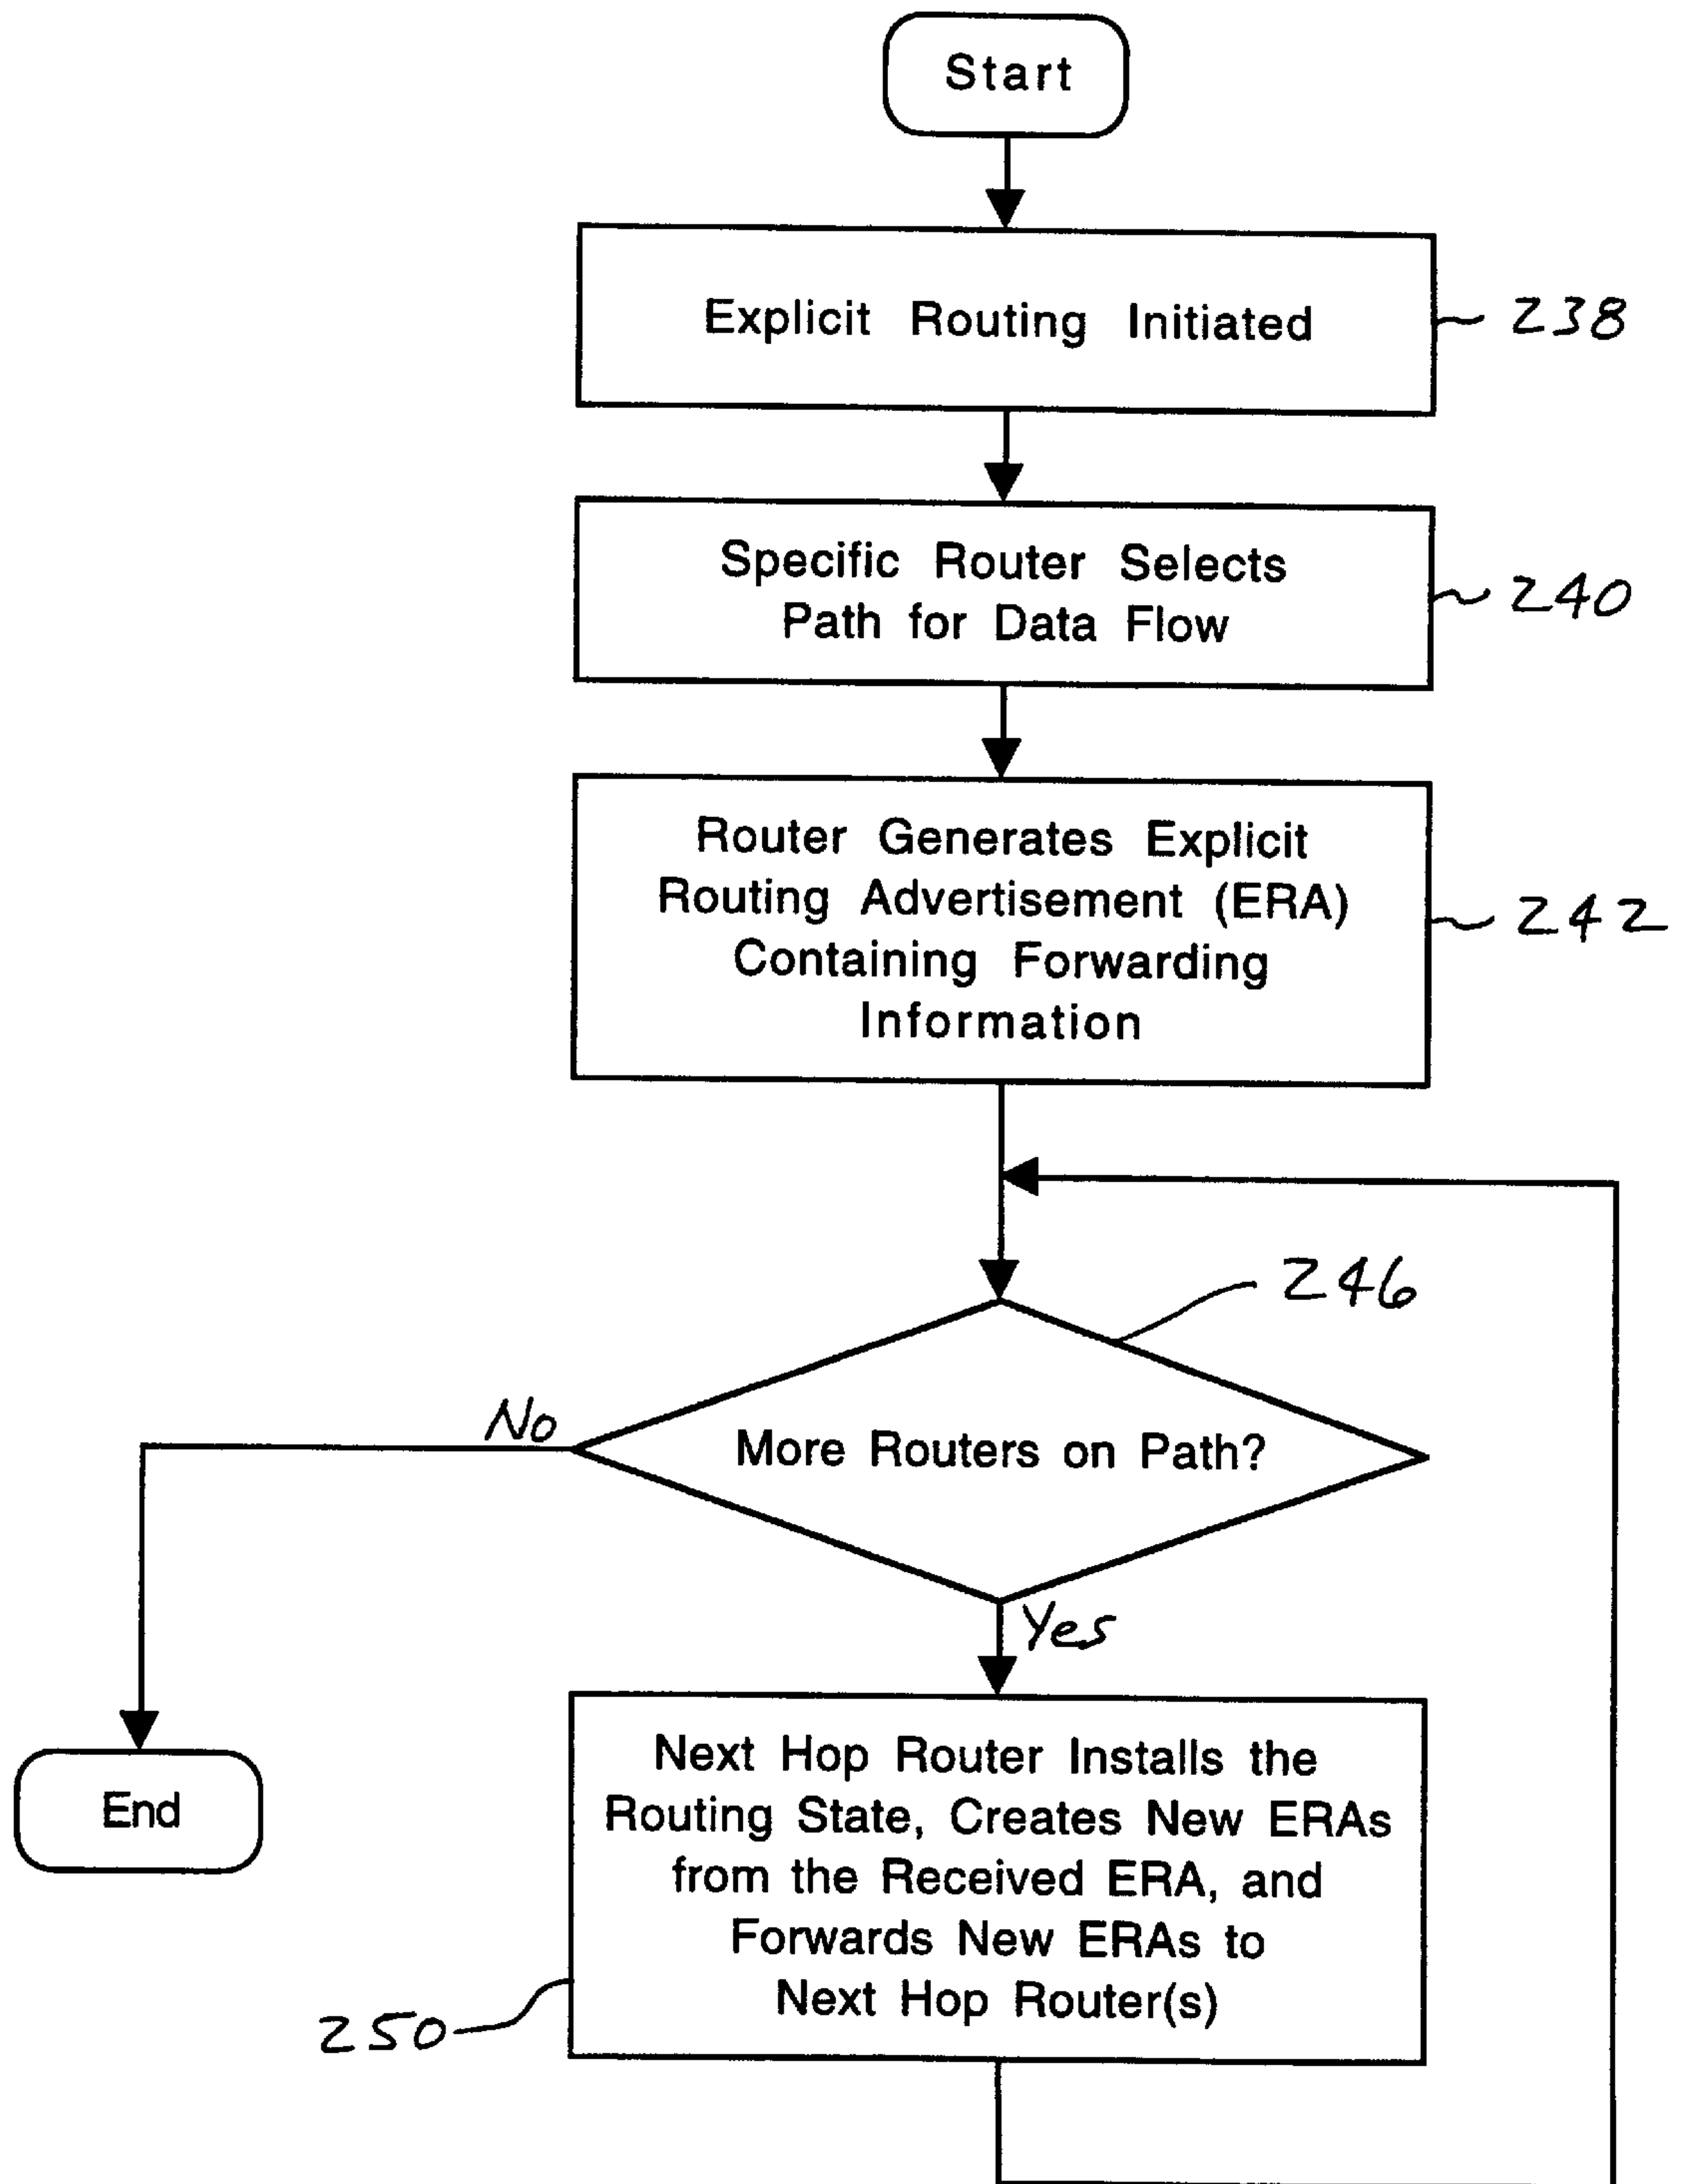 Start
Explicit Routing Initiated
238
Specific Router Selects
Path for Data Flow
240
Router Generates Explicit
Routing Advertisement (ERA)
Containing Forwarding
Information
242
246
No
More Routers on Path?
Yes
End
Next Hop Router Installs the
Routing State, Creates New ERAs
from the Received ERA, and
Forwards New ERAs to
Next Hop Router(s)
250